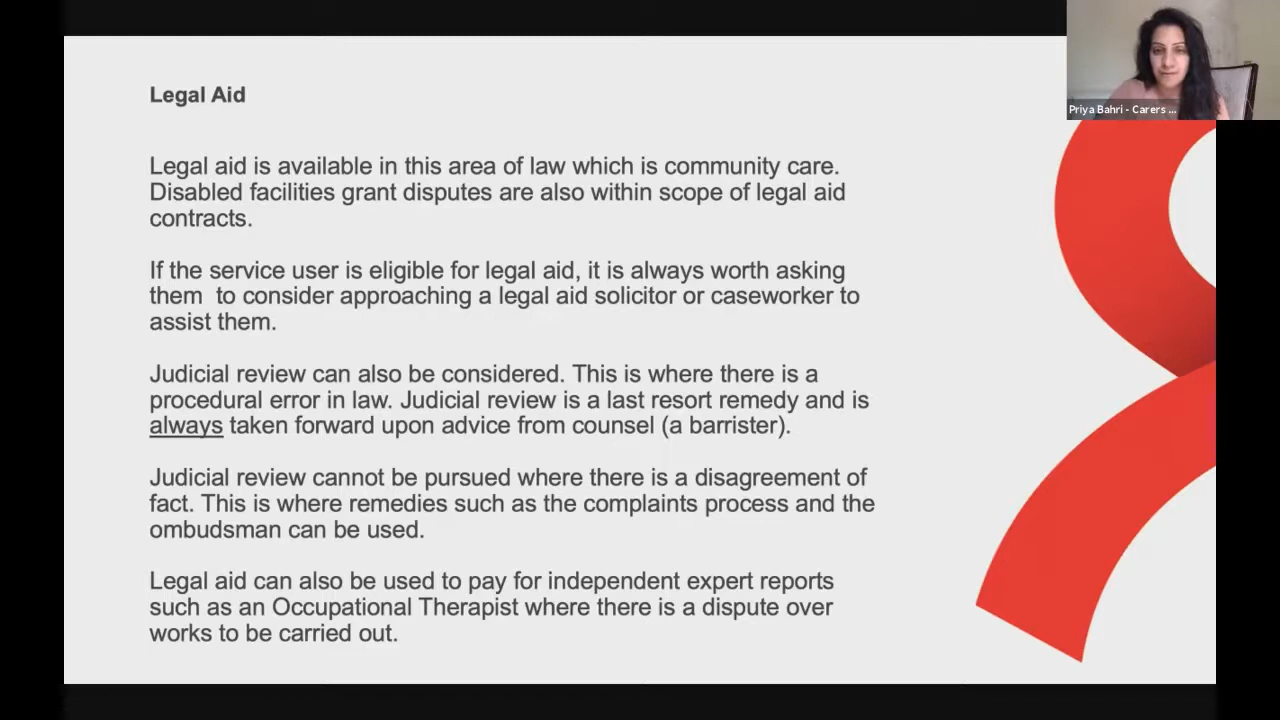 Legal Aid
Legal aid is available in this area of law which is community care.
Disabled facilities grant disputes are also within scope of legal aid
contracts.
If the service user is eligible for legal aid, it is always worth asking
them  to consider approaching a legal aid solicitor or caseworker to
assist them.
Judicial review can also be considered. This is where there is a
procedural error in law. Judicial review is a last resort remedy and is
always taken forward upon advice from counsel (a barrister).
Judicial review cannot be pursued where there is a disagreement of
fact. This is where remedies such as the complaints process and the
ombudsman can be used.
Legal aid can also be used to pay for independent expert reports
such as an Occupational Therapist where there is a dispute over
works to be carried out.
Priya Bahri - Carers ...